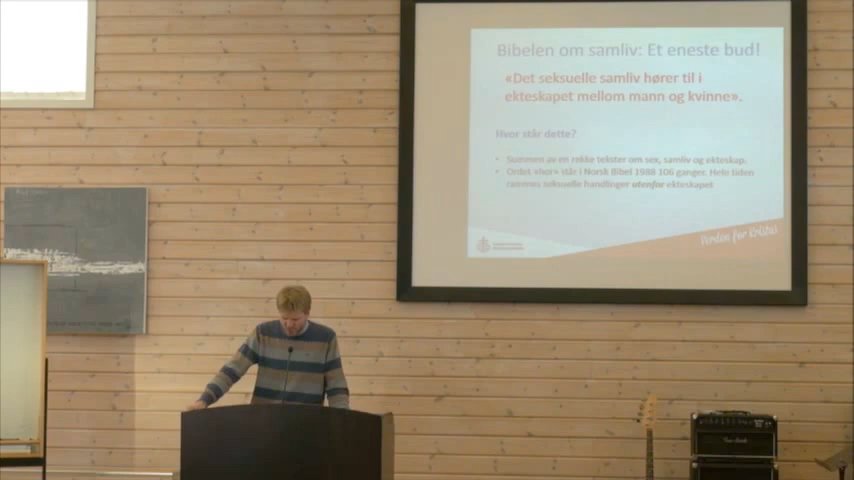 Bibelen om samliv: Et eneste bud!
«Det seksuelle samliv hører til i
ekteskapet mellom mann og kvinne».
Hvor står dette?
• Summen av en rekke tekster om sex, samliv og ekteskap.
• Ordet «hor» står i Norsk Bibel 1988 106 ganger. Hele tiden
rammes seksuelle handlinger utenfor ekteskapet
Verden for Kristus